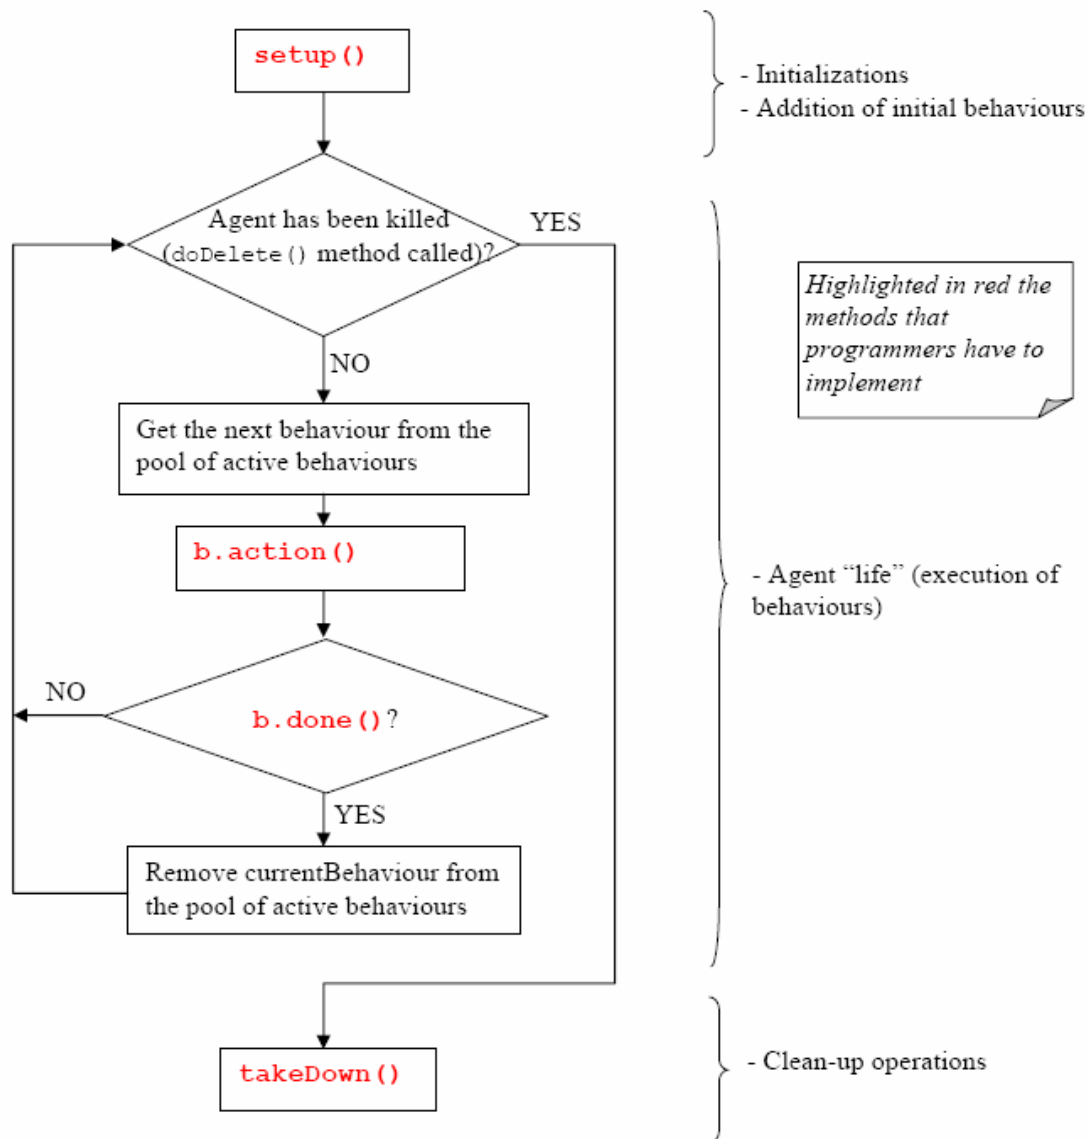 setup()
- Initializations
- Addition of initial behaviours
Agent has been killed
(doDelete() method called)?
YES
Highlighted in red the
methods that
programmers have to
implement
NO
Get the next behaviour from the
pool of active behaviours
b.action()
- Agent “life” (execution of
behaviours)
NO
b.done()?
YES
Remove currentBehaviour from
the pool of active behaviours
takeDown()
- Clean-up operations